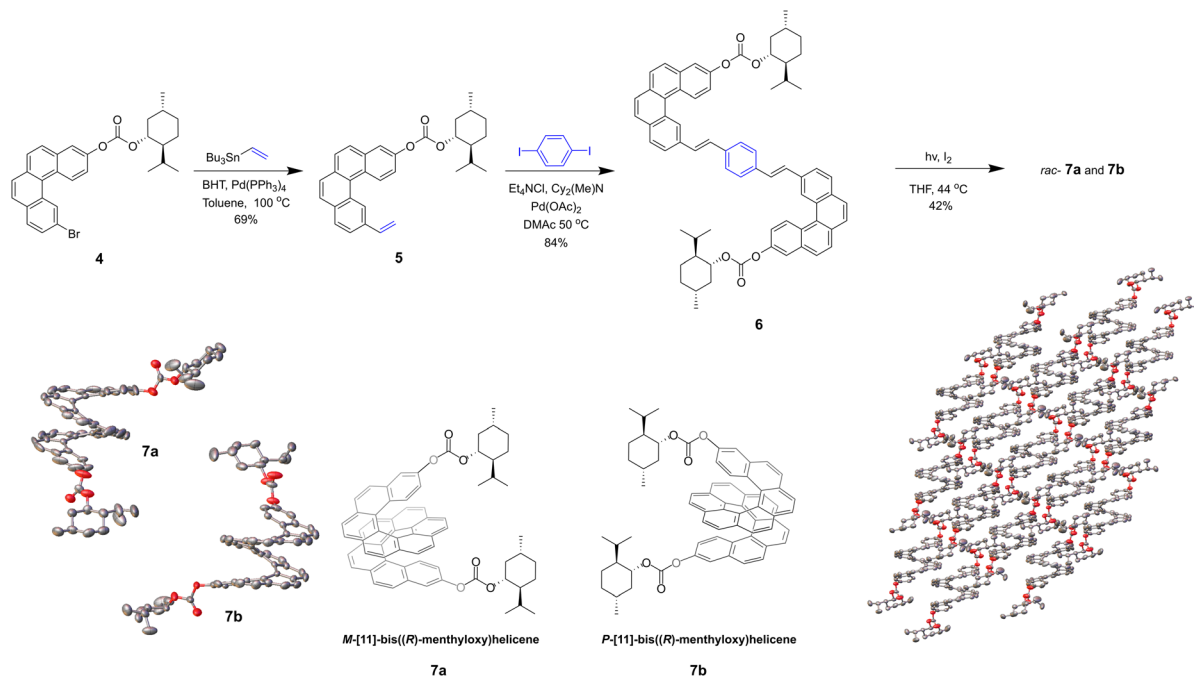 O
O
O
Br
4
Bu3Sn
BHT, Pd(PPh3)4
Toluene, 100 °C
69%
O
O
O
5
I
I
Et4NCl, Cy2(Me)N
Pd(OAc)2
DMAc 50 °C
84%
O
O
O
O
O
O
6
hv, I2
THF, 44 °C
42%
rac- 7a and 7b
7a
7b
O
O
O
O
O
O
M-[11]-bis((R)-menthyloxy)helicene
7a
O
O
O
O
O
O
P-[11]-bis((R)-menthyloxy)helicene
7b